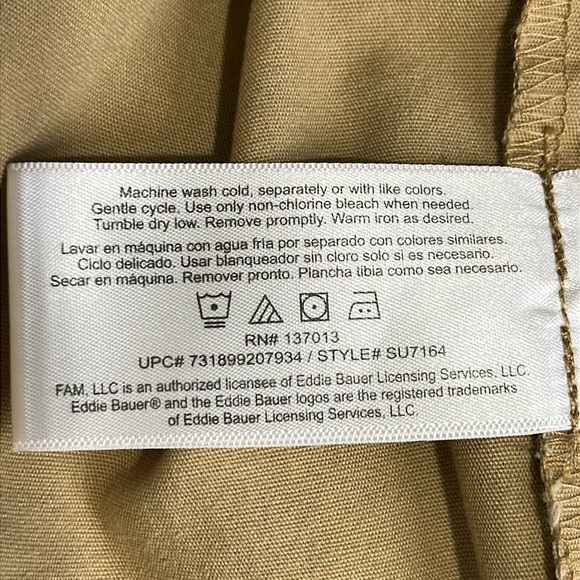 Machine wash cold, separately or with like colors.
Gentle cycle. Use only non-chlorine bleach when needed.
Tumble dry low. Remove promptly. Warm iron as desired.
Lavar en máquina con agua fria por separado con colores similares.
Ciclo delicado. Usar blanqueador sin cloro solo si es necesario.
Secar en máquina. Remover pronto. Plancha tibia como sea necesario.
RN# 137013
UPC# 731899207934 / STYLE# SU7164
FAM, LLC is an authorized licensee of Eddie Bauer Licensing Services, LLC.
Eddie Bauer® and the Eddie Bauer logos are the registered trademarks
of Eddie Bauer Licensing Services, LLC.